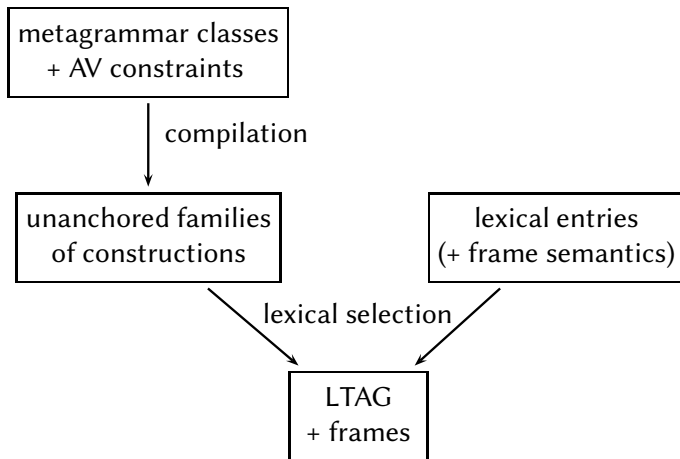 metagrammar classes
+ AV constraints
compilation
unanchored families
of constructions
lexical entries
(+ frame semantics)
lexical selection
LTAG
+ frames